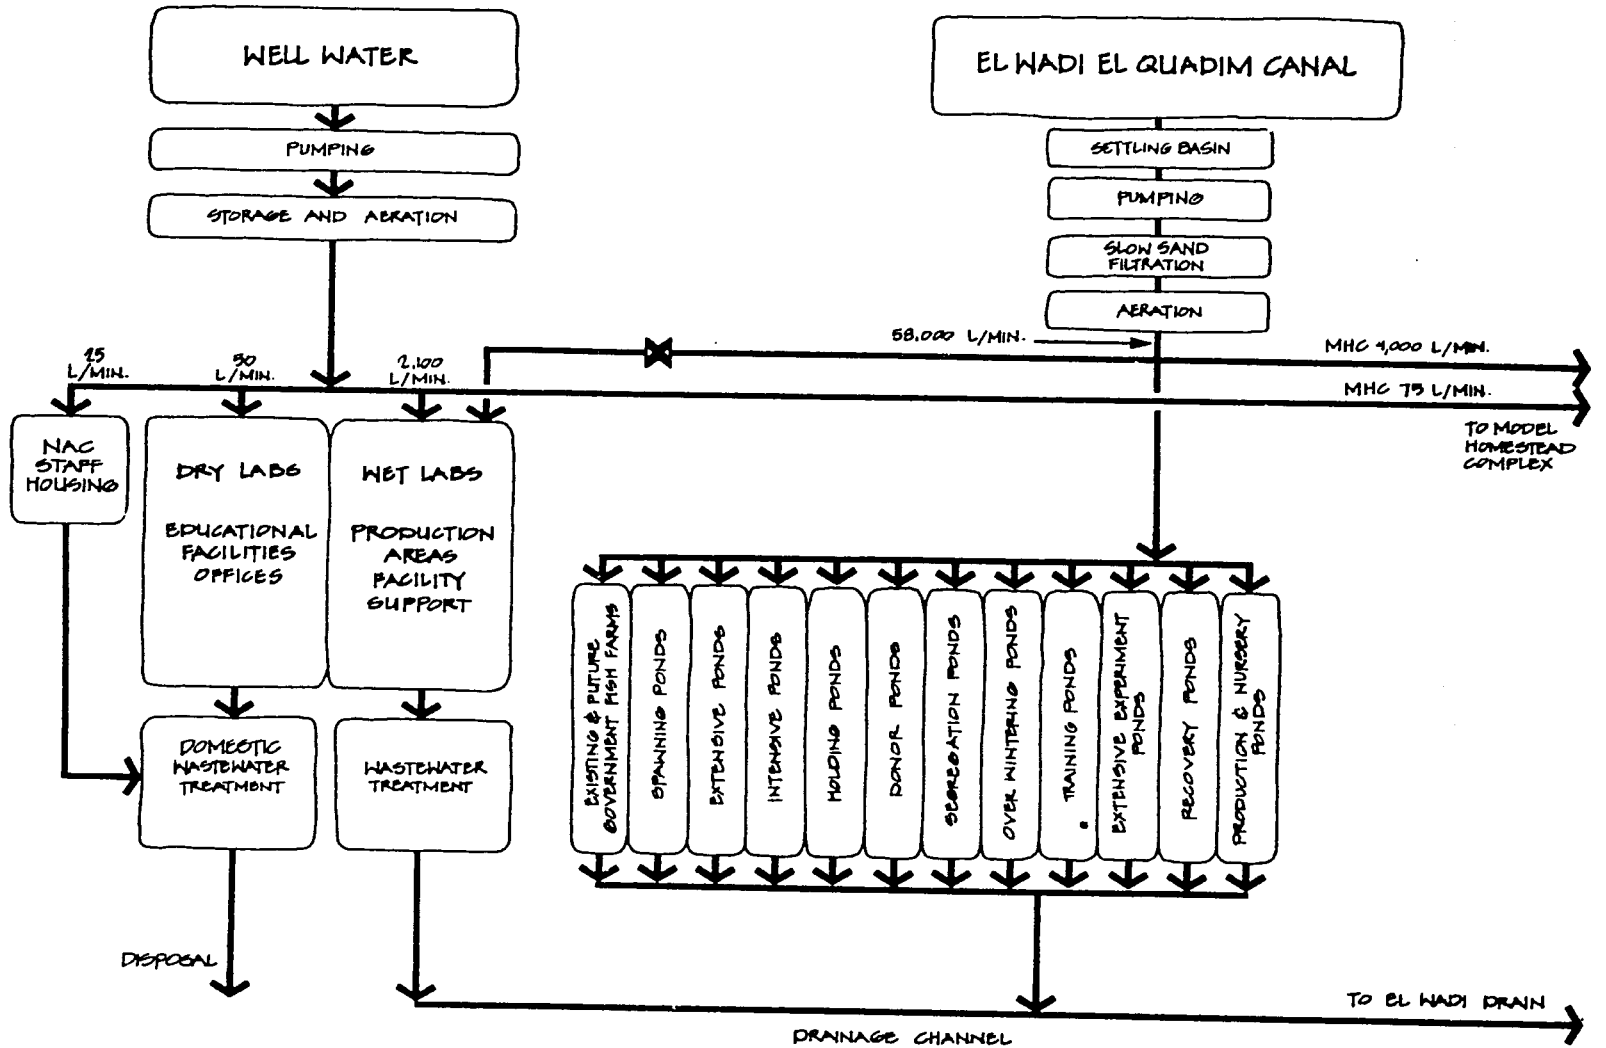 WELL WATER
PUMPING
STORAGE AND AERATION
EL WADI EL QUADIM CANAL
SETTLING BASIN
PUMPING
SLOW SAND
FILTRATION
AERATION
58,000 L/MIN.
MHC 4,000 L/MIN.
MHC 75 L/MIN.
TO MODEL
HOMESTEAD
COMPLEX
25
L/MIN.
50
L/MIN.
2,100
L/MIN.
NAC
STAFF
HOUSING
DRY LABS
EDUCATIONAL
FACILITIES
OFFICES
WET LABS
PRODUCTION
AREAS
FACILITY
SUPPORT
DOMESTIC
WASTEWATER
TREATMENT
WASTEWATER
TREATMENT
EXISTING & FUTURE
GOVERNMENT FISH FARMS
SPAWNING PONDS
EXTENSIVE PONDS
INTENSIVE PONDS
HOLDING PONDS
DONOR PONDS
SEGREGATION PONDS
OVER WINTERING PONDS
TRAINING PONDS
EXTENSIVE EXPERIMENT
PONDS
RECOVERY PONDS
PRODUCTION & NURSERY
PONDS
DISPOSAL
TO EL WADI DRAIN
DRAINAGE CHANNEL